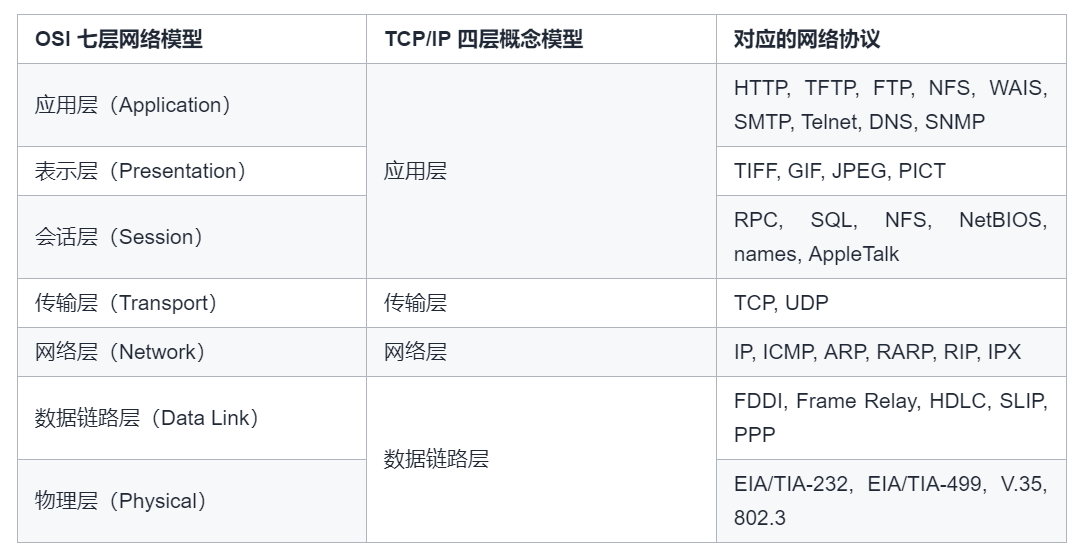 OSI 七层网络模型
TCP/IP 四层概念模型
对应的网络协议
应用层（Application）
应用层
HTTP, TFTP, FTP, NFS, WAIS,
SMTP, Telnet, DNS, SNMP
表示层（Presentation）
TIFF, GIF, JPEG, PICT
会话层（Session）
RPC, SQL, NFS, NetBIOS,
names, AppleTalk
传输层（Transport）
传输层
TCP, UDP
网络层（Network）
网络层
IP, ICMP, ARP, RARP, RIP, IPX
数据链路层（Data Link）
数据链路层
FDDI, Frame Relay, HDLC, SLIP,
PPP
物理层（Physical）
EIA/TIA-232, EIA/TIA-499, V.35,
802.3